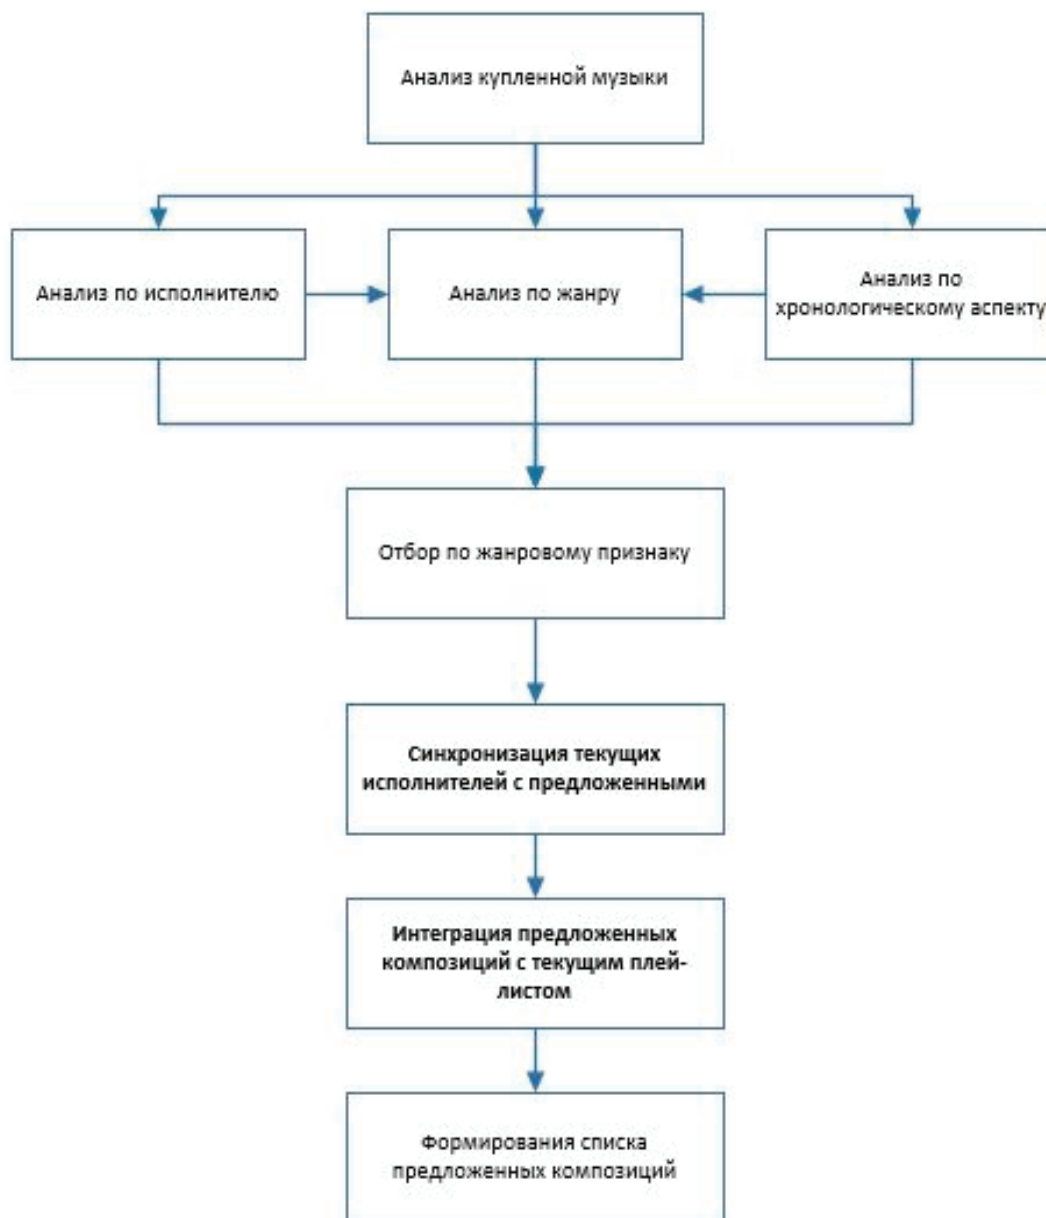 Анализ купленной музыки
Анализ по исполнителю
Анализ по жанру
Анализ по
хронологическому аспекту
Отбор по жанровому признаку
Синхронизация текущих
исполнителей с предложенными
Интеграция предложенных
композиций с текущим плей-
листом
Формирования списка
предложенных композиций